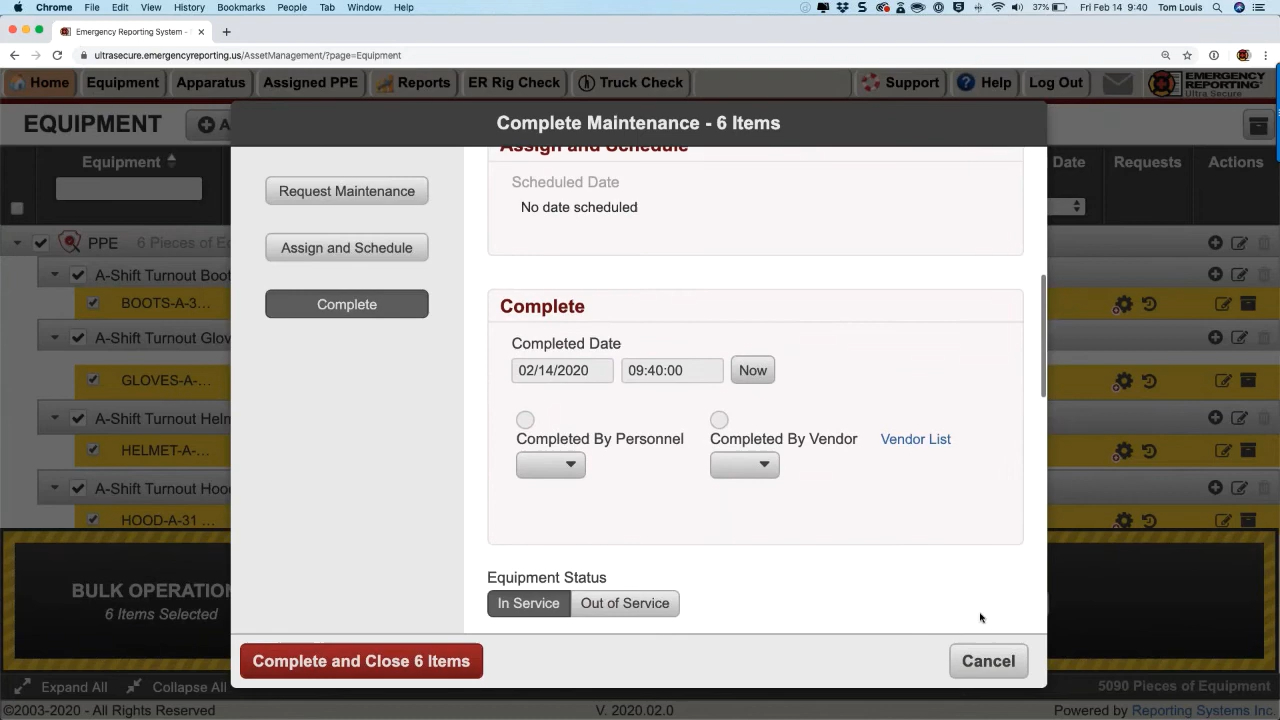 Chrome File Edit View History Bookmarks People Tab Window Help 37% Fri Feb 14 9:40 Tom Louis
Emergency Reporting System -
ultrasecure.emergencyreporting.us/AssetManagement/?page=Equipment
Home Equipment Apparatus Assigned PPE Reports ER Rig Check Truck Check Support Help Log Out EMERGENCY REPORTING
Ultra Secure
EQUIPMENT A
Complete Maintenance - 6 Items
Equipment Date Requests Actions
Assign and Schedule
Request Maintenance
Scheduled Date
No date scheduled
PPE 6 Pieces of Eq
Assign and Schedule
A-Shift Turnout Boot
BOOTS-A-3...
Complete
Complete
A-Shift Turnout Glov
Completed Date
02/14/2020 09:40:00 Now
GLOVES-A-...
A-Shift Turnout Helm
Completed By Personnel Completed By Vendor Vendor List
HELMET-A-...
A-Shift Turnout Hood
HOOD-A-31 ...
Equipment Status
In Service Out of Service
BULK OPERATION
6 Items Selected
Complete and Close 6 Items Cancel
Expand All Collapse All 5090 Pieces of Equipment
©2003-2020 - All Rights Reserved V. 2020.02.0 Powered by Reporting Systems Inc.